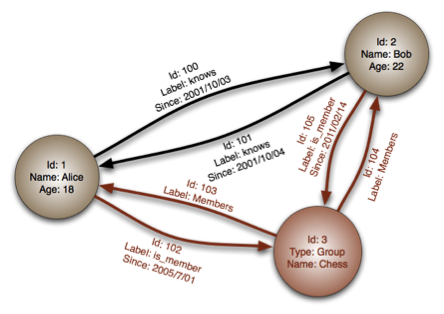 Id: 2
Name: Bob
Age: 22
Id: 100
Label: knows
Since: 2001/10/03
Id: 101
Label: knows
Since: 2001/10/04
Id: 105
Label: is_member
Since: 2011/02/14
Id: 104
Label: Members
Id: 1
Name: Alice
Age: 18
Id: 103
Label: Members
Id: 102
Label: is_member
Since: 2005/7/01
Id: 3
Type: Group
Name: Chess